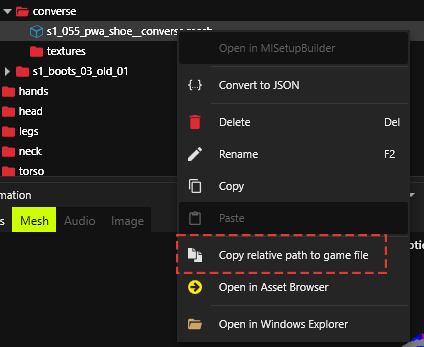 converse
s1_055_pwa_shoe__converse.mesh
Open in MlSetupBuilder
textures
s1_boots_03_old_01
{..} Convert to JSON
hands
head
Delete Del
legs
Rename F2
neck
Copy
torso
mation
Paste
s Mesh Audio Image
Copy relative path to game file
ptio
Open in Asset Browser
Open in Windows Explorer